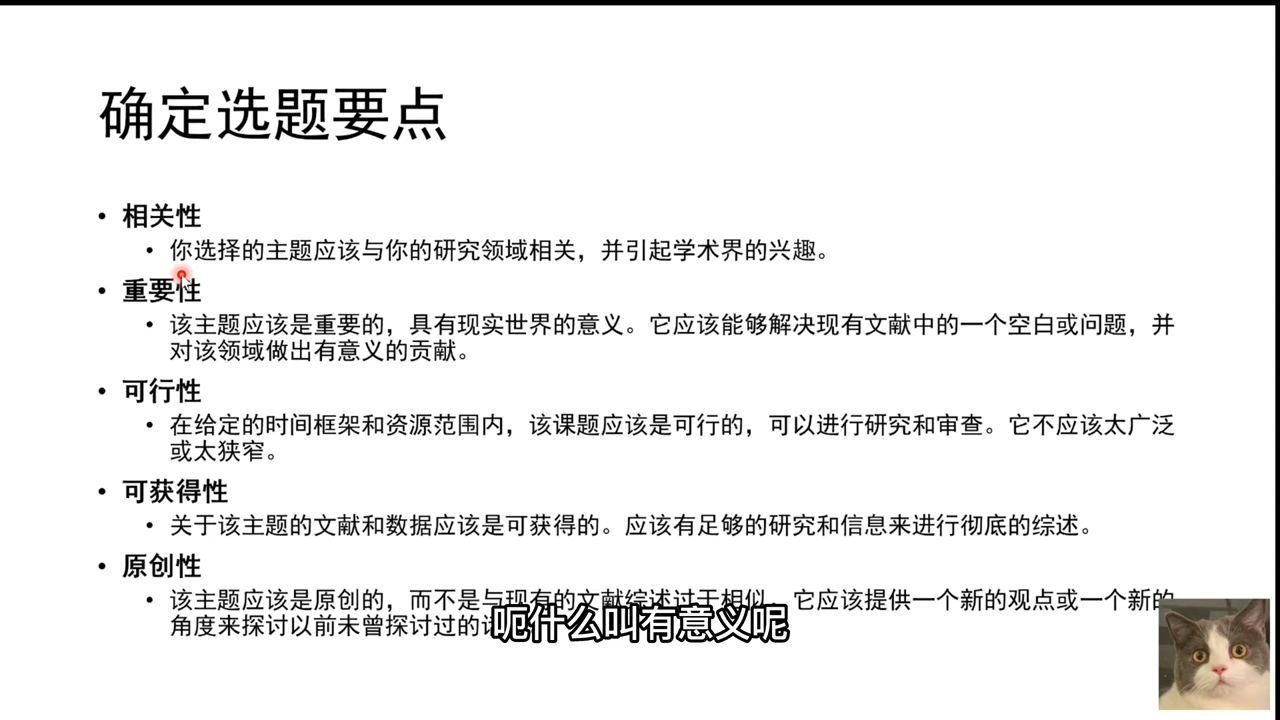 确定选题要点
• 相关性
• 你选择的主题应该与你的研究领域相关，并引起学术界的兴趣。
• 重要性
• 该主题应该是重要的，具有现实世界的意义。它应该能够解决现有文献中的一个空白或问题，并
对该领域做出有意义的贡献。
• 可行性
• 在给定的时间框架和资源范围内，该课题应该是可行的，可以进行研究和审查。它不应该太广泛
或太狭窄。
• 可获得性
• 关于该主题的文献和数据应该是可获得的。应该有足够的研究和信息来进行彻底的综述。
• 原创性
• 该主题应该是原创的，而不是与现有的文献综述过于相似。它应该提供一个新的观点或一个新的
角度来探讨以前未曾探讨过的
呃什么叫有意义呢